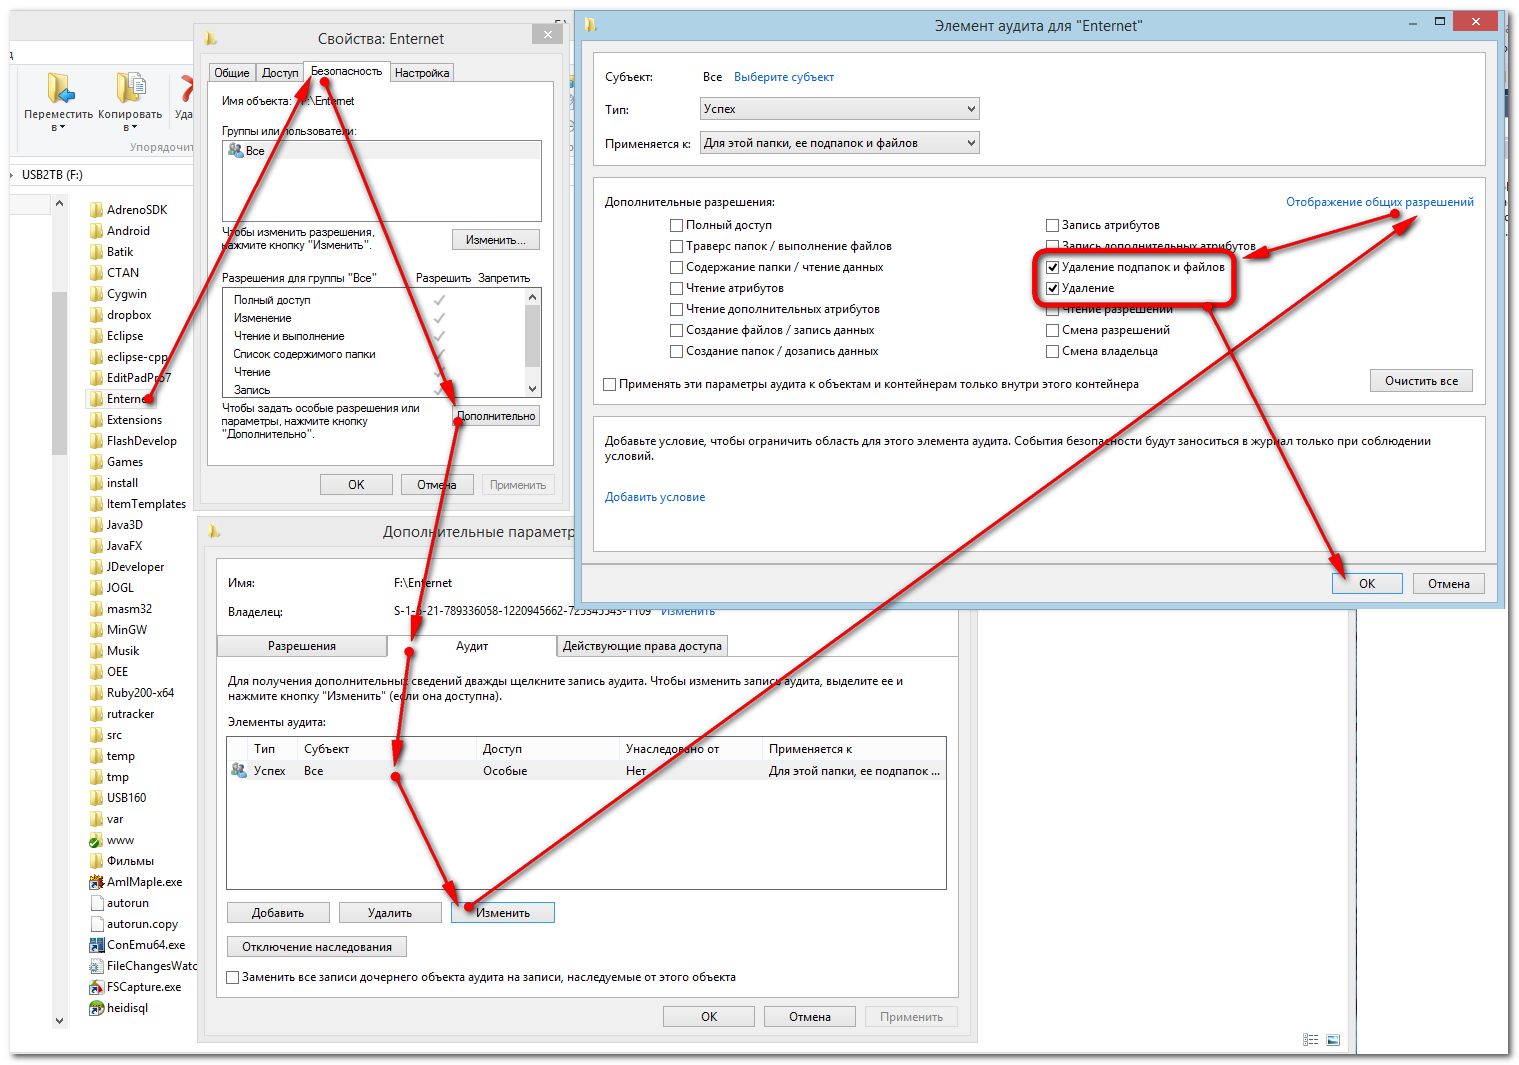 Переместить
в
Копировать
в
Упорядочить
USB2TB (F:)
AdrenoSDK
Android
Batik
CTAN
Cygwin
dropbox
Eclipse
eclipse-cpp
EditPadPro7
Enternet
Extensions
FlashDevelop
Games
install
ItemTemplates
Java3D
JavaFX
JDeveloper
JOGL
masm32
MinGW
Musik
OEE
Ruby200-x64
rutracker
src
temp
tmp
USB160
var
www
Фильмы
AmlMaple.exe
autorun
autorun.copy
ConEmu64.exe
FileChangesWatc
FSCapture.exe
heidisql
Свойства: Enternet
Общие
Доступ
Безопасность
Настройка
Имя объекта: F:\Enternet
Группы или пользователи:
Все
Чтобы изменить разрешения,
нажмите кнопку "Изменить".
Изменить...
Разрешения для группы "Все" Разрешить Запретить
Полный доступ
Изменение
Чтение и выполнение
Список содержимого папки
Чтение
Запись
Чтобы задать особые разрешения или
параметры, нажмите кнопку
"Дополнительно".
Дополнительно
OK
Отмена
Применить
Дополнительные параметр
Имя: F:\Enternet
Владелец: S-1-5-21-789336058-1220945662-725345543-1109 Изменить
Разрешения
Аудит
Действующие права доступа
Для получения дополнительных сведений дважды щелкните запись аудита. Чтобы изменить запись аудита, выделите ее и
нажмите кнопку "Изменить" (если она доступна).
Элементы аудита:
Тип Субъект Доступ Унаследовано от Применяется к
Успех Все Особые Нет Для этой папки, ее подпапок ...
Добавить
Удалить
Изменить
Отключение наследования
Заменить все записи дочернего объекта аудита на записи, наследуемые от этого объекта
OK
Отмена
Применить
Элемент аудита для "Enternet"
Субъект: Все Выберите субъект
Тип: Успех
Применяется к: Для этой папки, ее подпапок и файлов
Дополнительные разрешения:
Отображение общих разрешений
Полный доступ
Траверс папок / выполнение файлов
Содержание папки / чтение данных
Чтение атрибутов
Чтение дополнительных атрибутов
Создание файлов / запись данных
Создание папок / дозапись данных
Запись атрибутов
Запись дополнительных атрибутов
Удаление подпапок и файлов
Удаление
Чтение разрешений
Смена разрешений
Смена владельца
Применять эти параметры аудита к объектам и контейнерам только внутри этого контейнера
Очистить все
Добавьте условие, чтобы ограничить область для этого элемента аудита. События безопасности будут заноситься в журнал только при соблюдении
условий.
Добавить условие
OK
Отмена